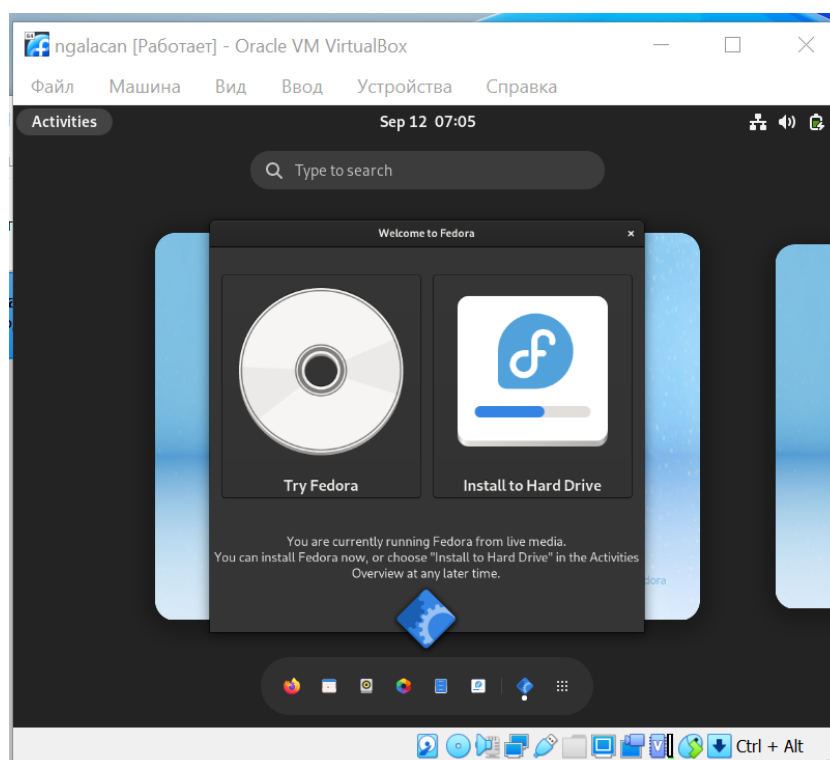 ngalacan [Работает] - Oracle VM VirtualBox
Файл Машина Вид Ввод Устройства Справка
Activities Sep 12 07:05
Type to search
Welcome to Fedora
Try Fedora Install to Hard Drive
You are currently running Fedora from live media.
You can install Fedora now, or choose "Install to Hard Drive" in the Activities
Overview at any later time.
Ctrl + Alt